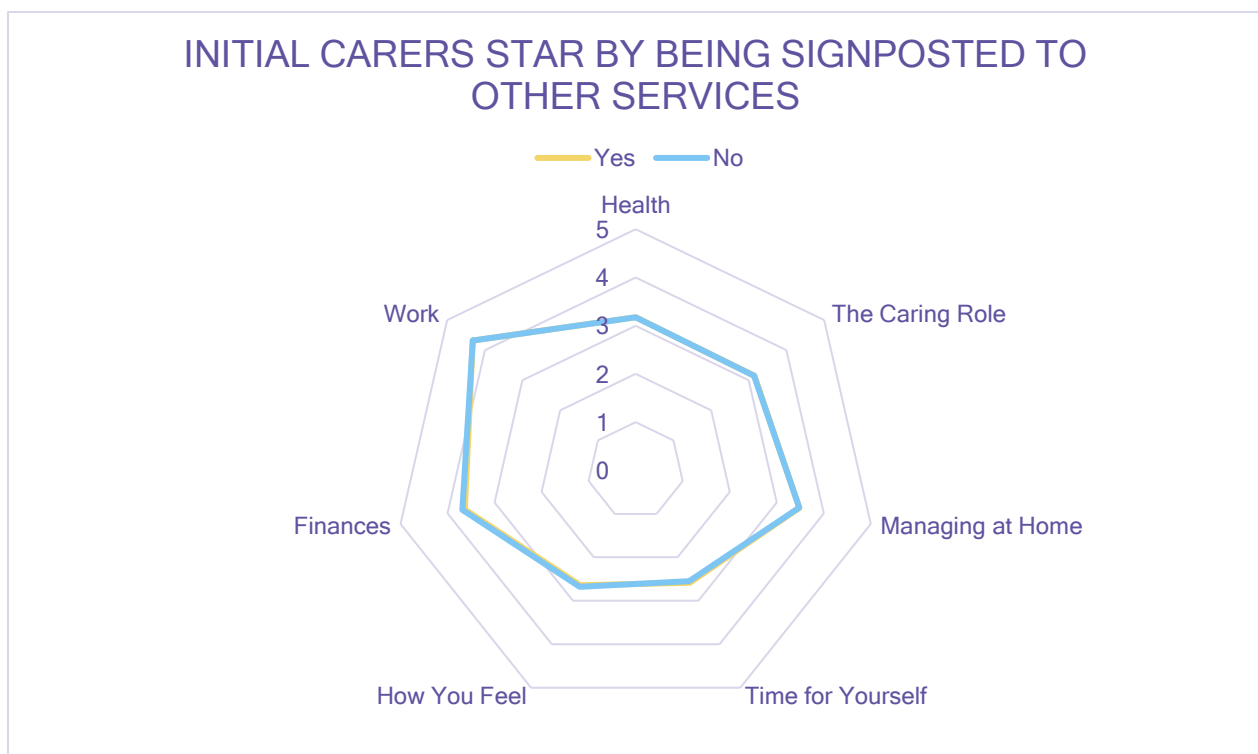 INITIAL CARERS STAR BY BEING SIGNPOSTED TO
OTHER SERVICES
Yes No
Health
5
4
3
2
1
0
The Caring Role
Managing at Home
Time for Yourself
How You Feel
Finances
Work